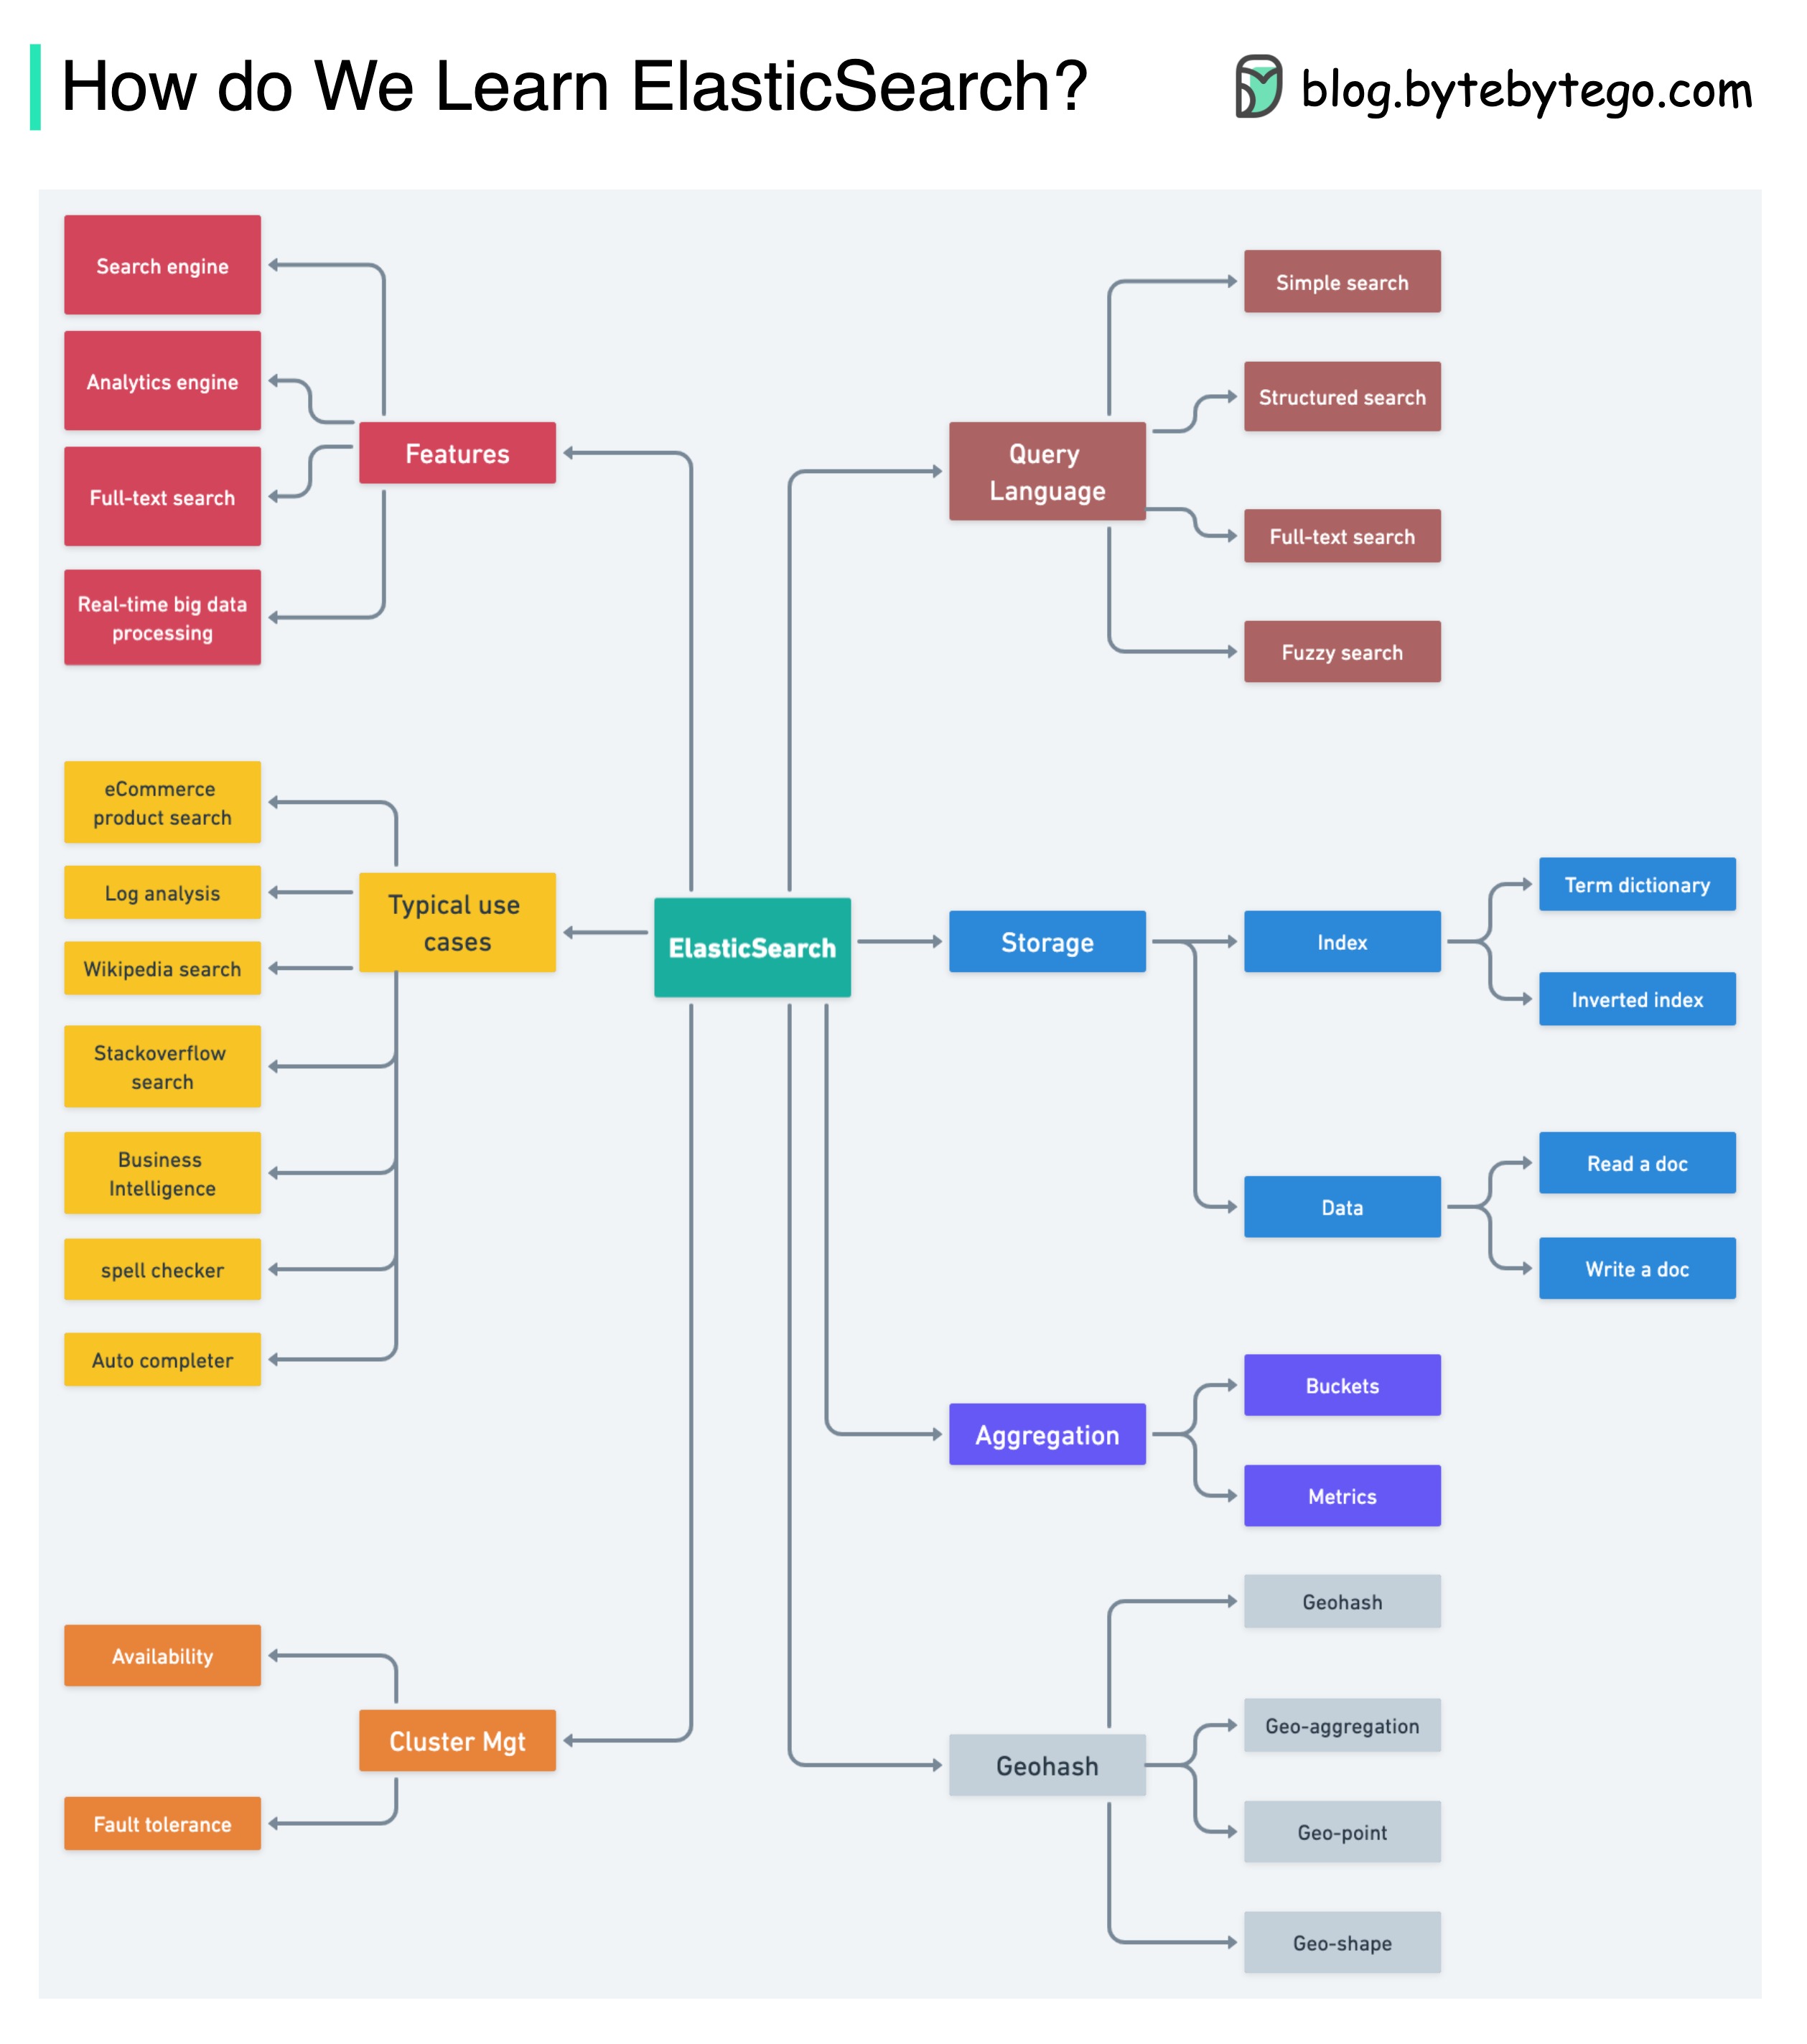 How do We Learn ElasticSearch?
blog.bytebytego.com
Search engine
Analytics engine
Full-text search
Real-time big data
processing
Features
eCommerce
product search
Log analysis
Wikipedia search
Stackoverflow
search
Business
Intelligence
spell checker
Auto completer
Typical use
cases
Availability
Fault tolerance
Cluster Mgt
ElasticSearch
Query
Language
Simple search
Structured search
Full-text search
Fuzzy search
Storage
Index
Term dictionary
Inverted index
Data
Read a doc
Write a doc
Aggregation
Buckets
Metrics
Geohash
Geohash
Geo-aggregation
Geo-point
Geo-shape